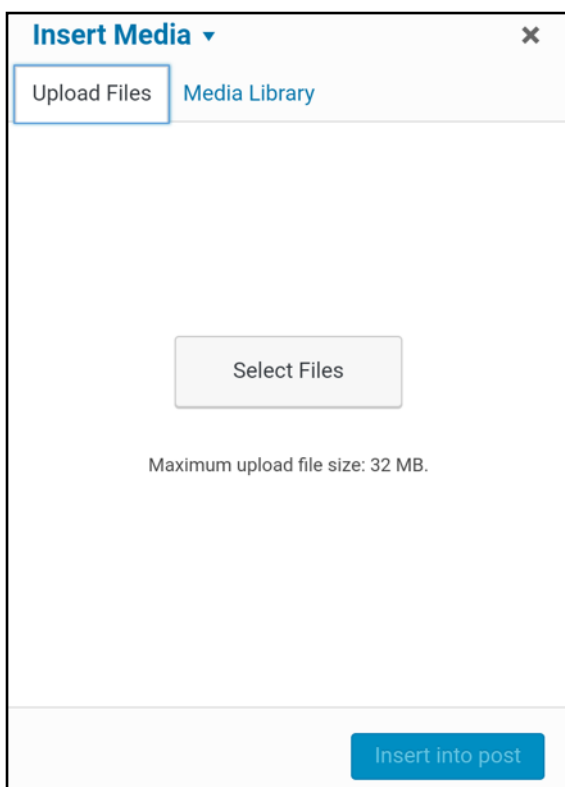 Insert Media
Upload Files Media Library
Select Files
Maximum upload file size: 32 MB.
Insert into post